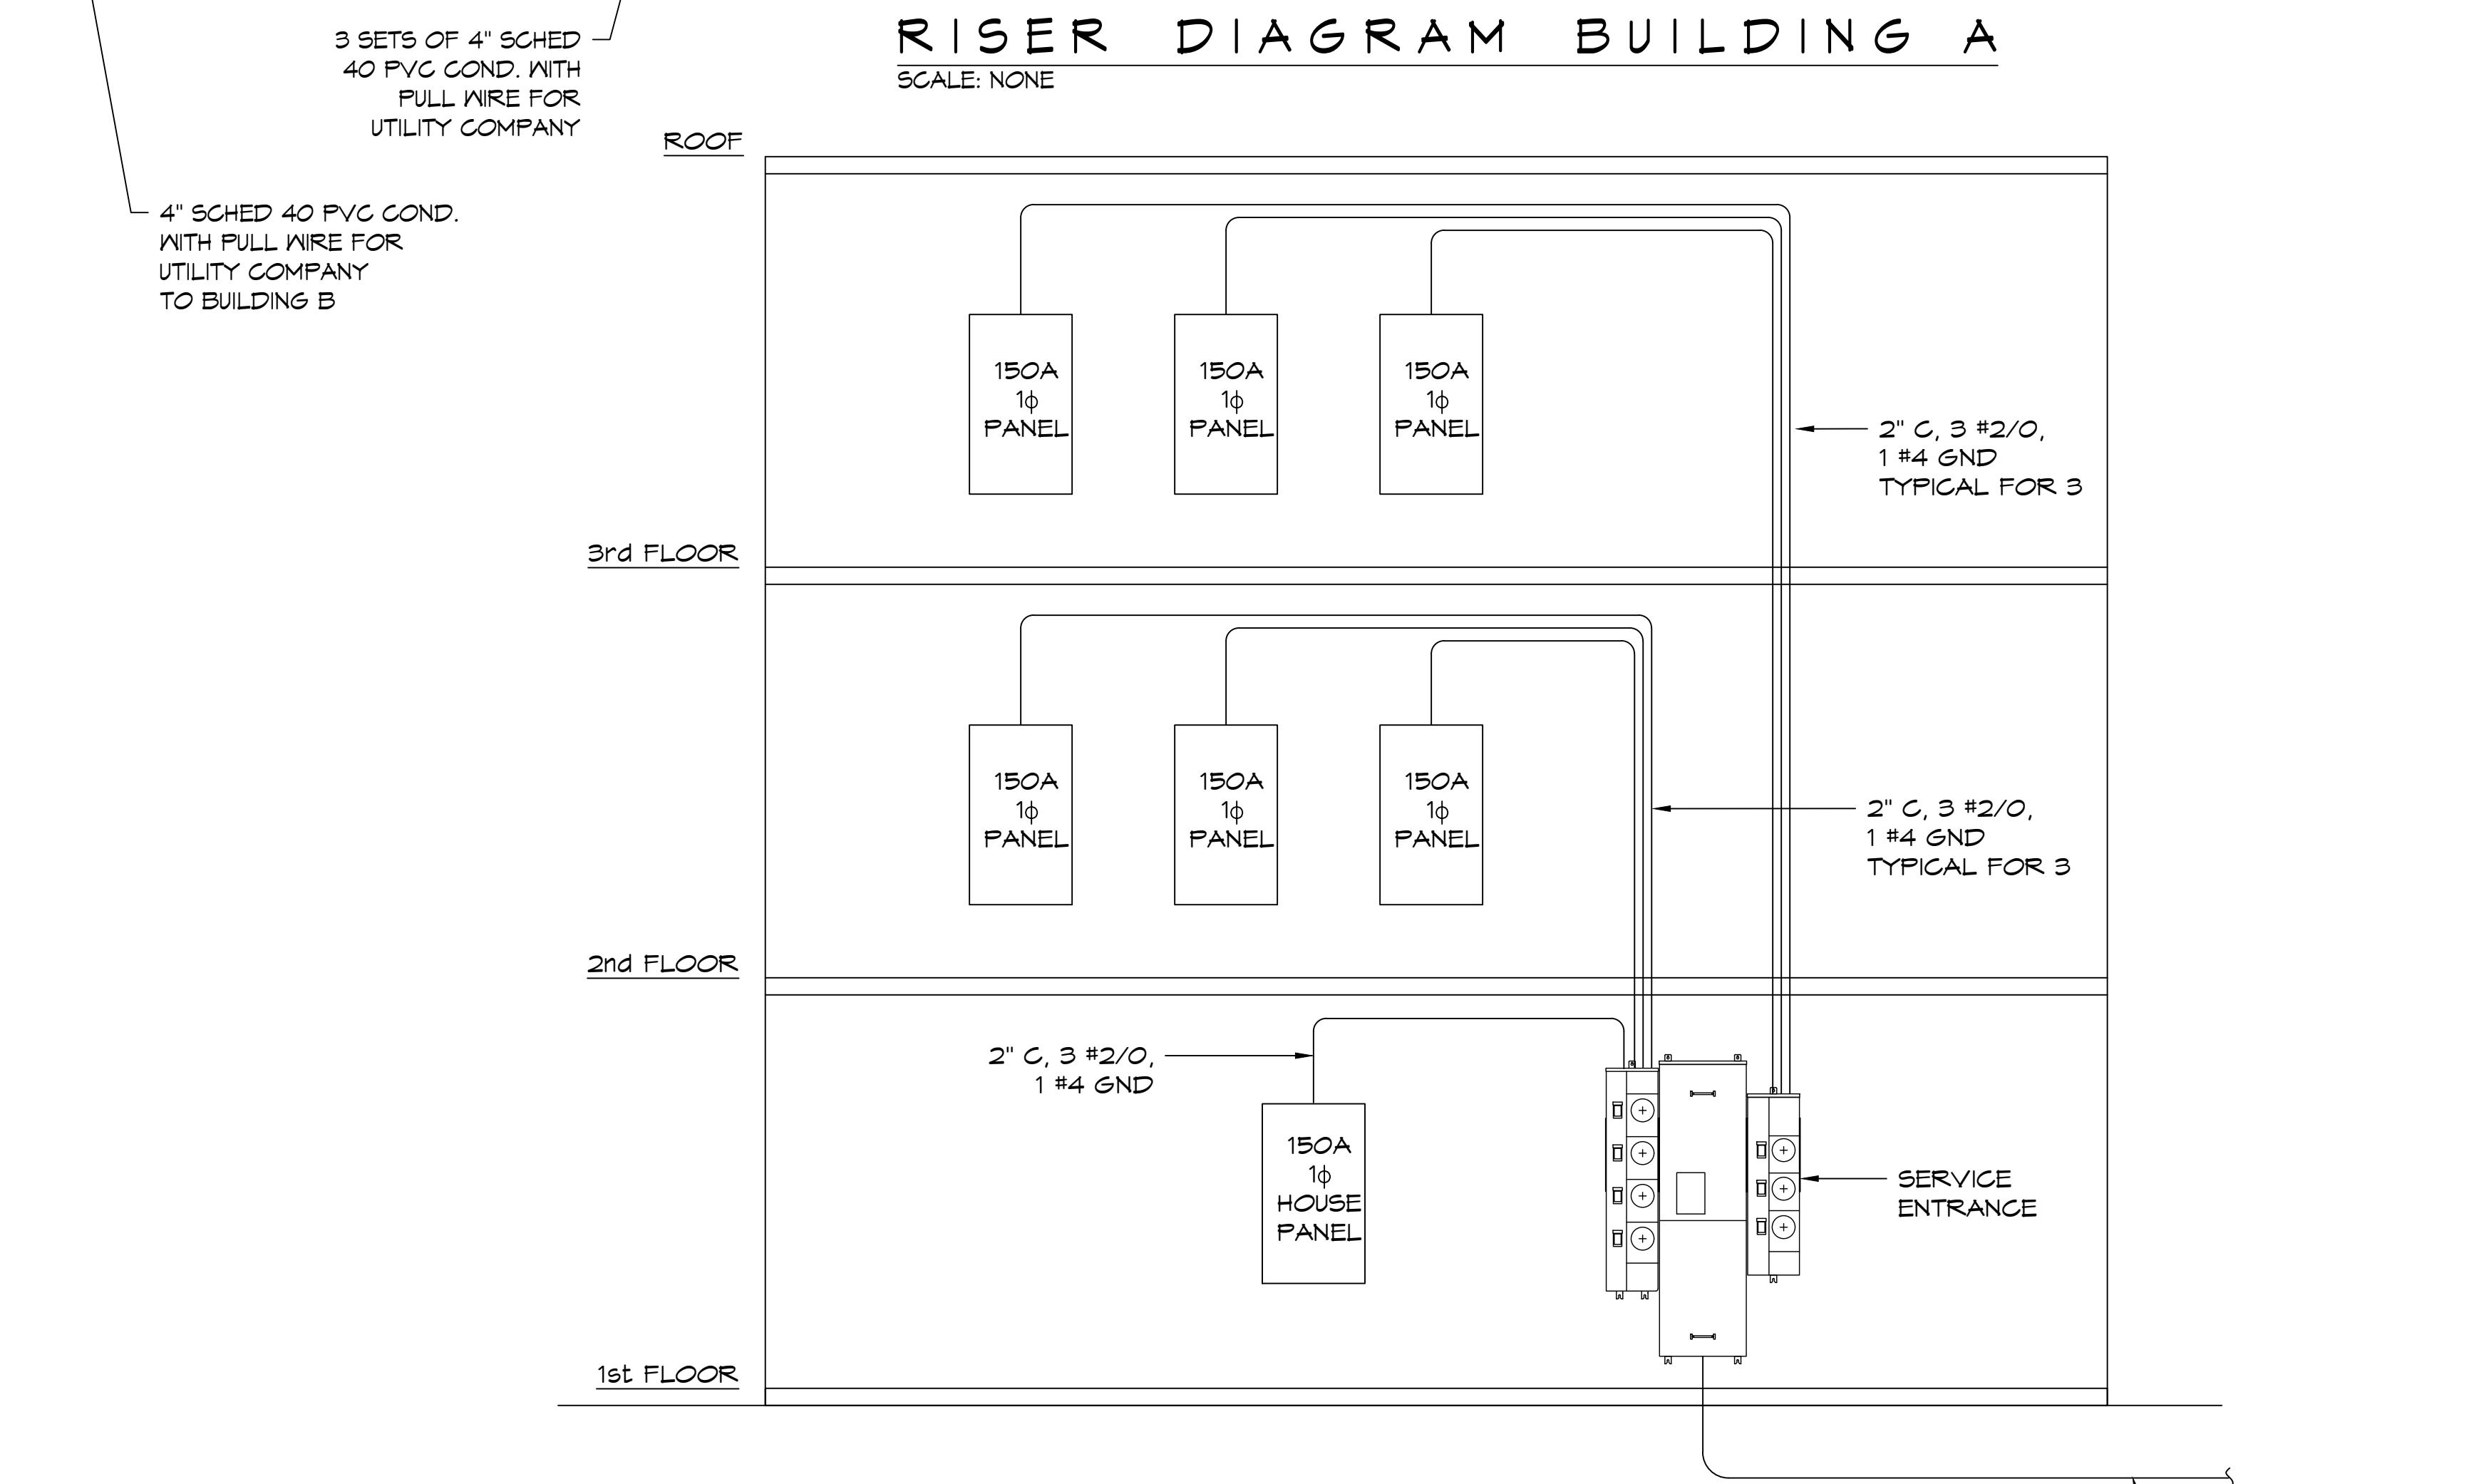 3 SETS OF 4" SCHED
40 PVC COND. WITH
PULL WIRE FOR
UTILITY COMPANY
4" SCHED 40 PVC COND.
WITH PULL WIRE FOR
UTILITY COMPANY
TO BUILDING B
RISER DIAGRAM BUILDING A
SCALE: NONE
ROOF
150A
1ϕ
PANEL
150A
1ϕ
PANEL
150A
1ϕ
PANEL
2" C, 3 #2/0,
1 #4 GND
TYPICAL FOR 3
3rd FLOOR
150A
1ϕ
PANEL
150A
1ϕ
PANEL
150A
1ϕ
PANEL
2" C, 3 #2/0,
1 #4 GND
TYPICAL FOR 3
2nd FLOOR
2" C, 3 #2/0,
1 #4 GND
150A
1ϕ
HOUSE
PANEL
SERVICE
ENTRANCE
1st FLOOR